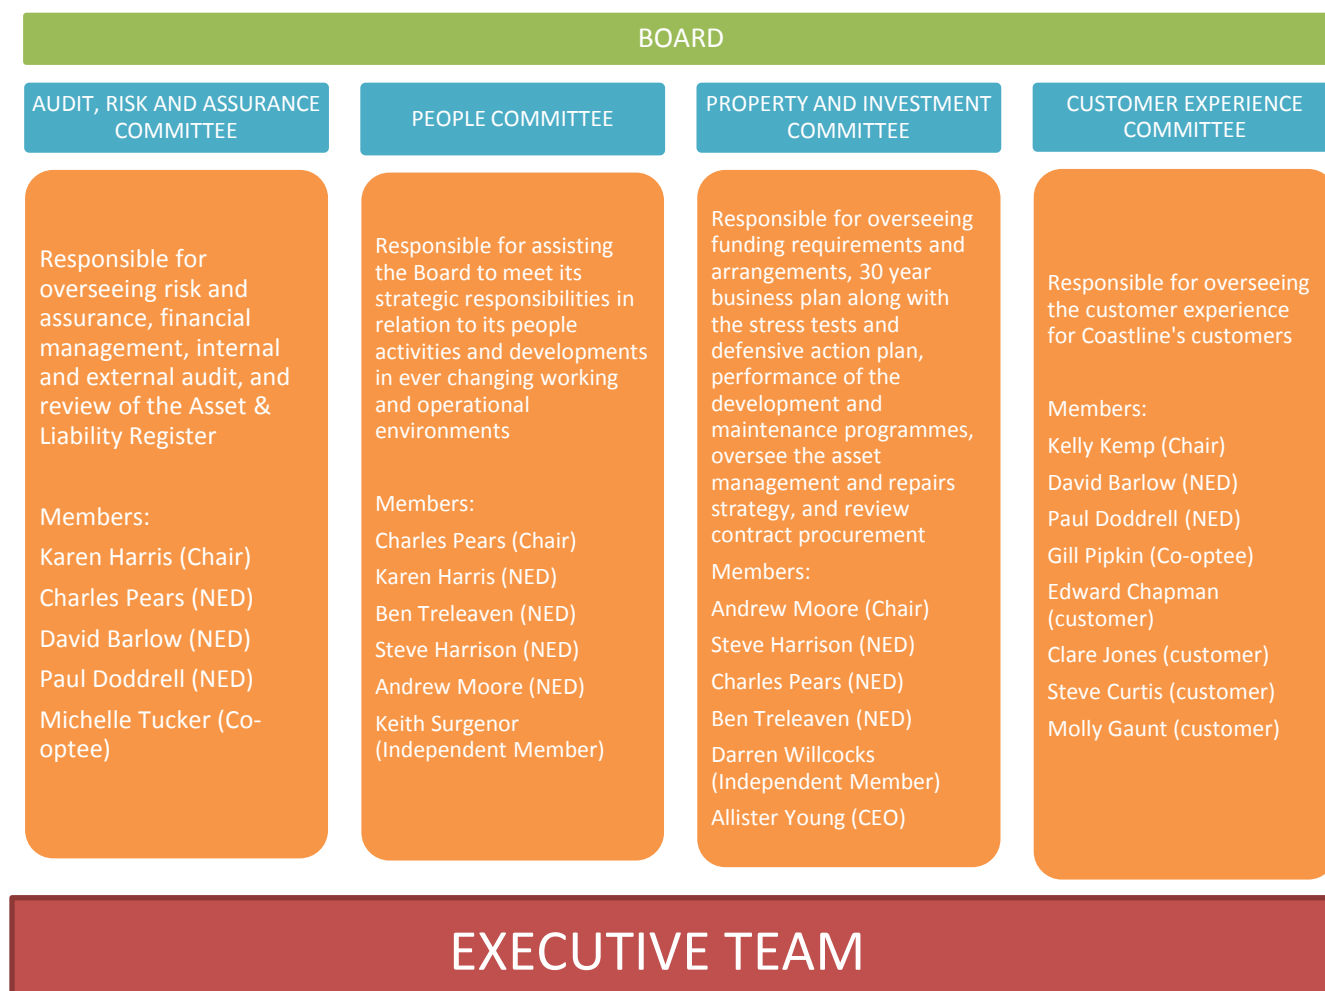 BOARD
AUDIT, RISK AND ASSURANCE
COMMITTEE
Responsible for
overseeing risk and
assurance, financial
management, internal
and external audit, and
review of the Asset &
Liability Register
Members:
Karen Harris (Chair)
Charles Pears (NED)
David Barlow (NED)
Paul Doddrell (NED)
Michelle Tucker (Co-
optee)
PEOPLE COMMITTEE
Responsible for assisting
the Board to meet its
strategic responsibilities in
relation to its people
activities and developments
in ever changing working
and operational
environments
Members:
Charles Pears (Chair)
Karen Harris (NED)
Ben Treleaven (NED)
Steve Harrison (NED)
Andrew Moore (NED)
Keith Surgenor
(Independent Member)
PROPERTY AND INVESTMENT
COMMITTEE
Responsible for overseeing
funding requirements and
arrangements, 30 year
business plan along with
the stress tests and
defensive action plan,
performance of the
development and
maintenance programmes,
oversee the asset
management and repairs
strategy, and review
contract procurement
Members:
Andrew Moore (Chair)
Steve Harrison (NED)
Charles Pears (NED)
Ben Treleaven (NED)
Darren Willcocks
(Independent Member)
Allister Young (CEO)
CUSTOMER EXPERIENCE
COMMITTEE
Responsible for overseeing
the customer experience
for Coastline's customers
Members:
Kelly Kemp (Chair)
David Barlow (NED)
Paul Doddrell (NED)
Gill Pipkin (Co-optee)
Edward Chapman
(customer)
Clare Jones (customer)
Steve Curtis (customer)
Molly Gaunt (customer)
EXECUTIVE TEAM